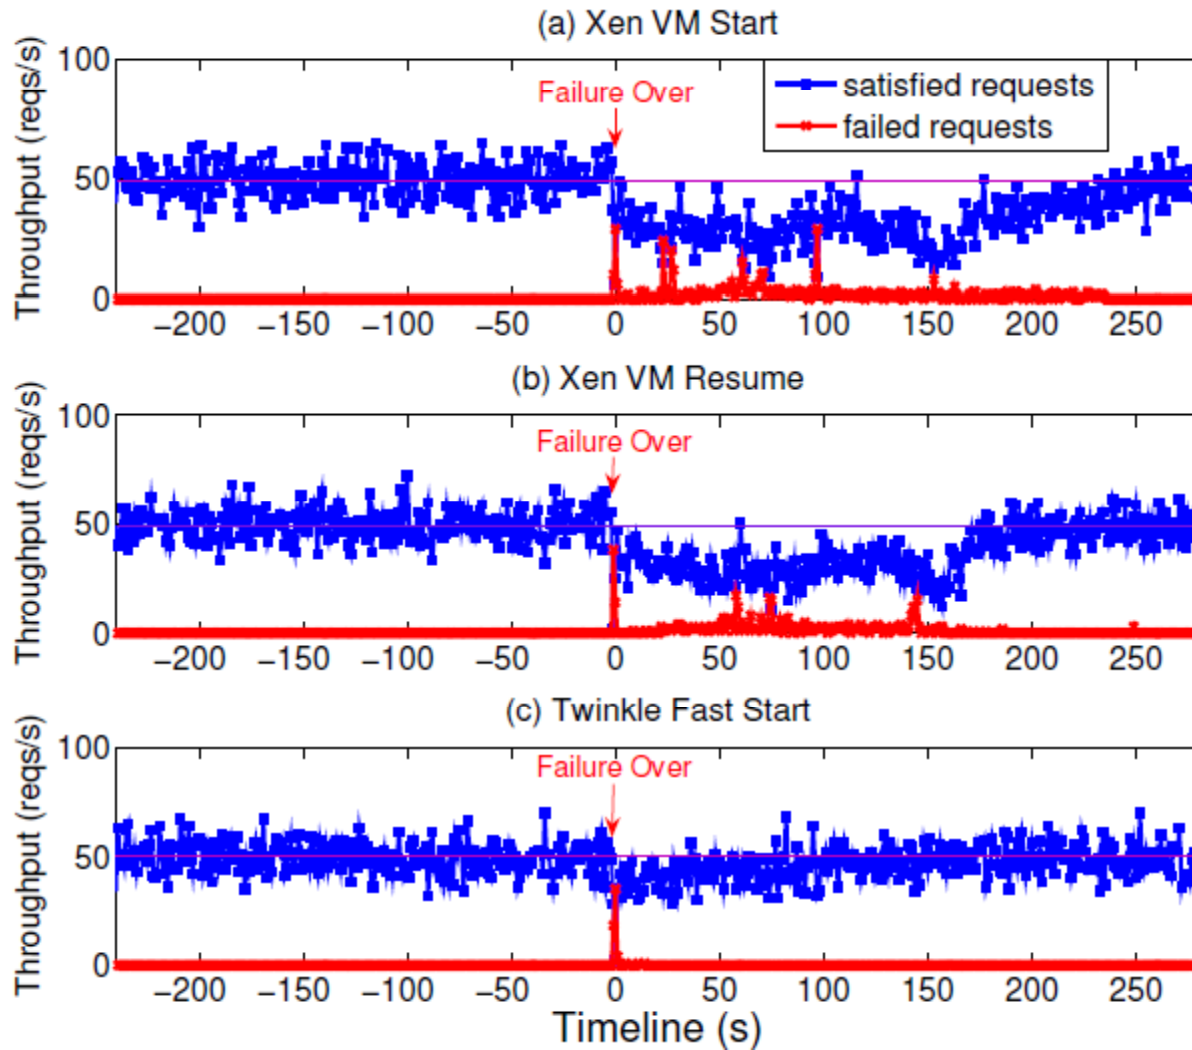 (a) Xen VM Start
Throughput (reqs/s)
100
50
0
Failure Over
satisfied requests
failed requests
−200 −150 −100 −50 0 50 100 150 200 250
(b) Xen VM Resume
Throughput (reqs/s)
100
50
0
Failure Over
−200 −150 −100 −50 0 50 100 150 200 250
(c) Twinkle Fast Start
Throughput (reqs/s)
100
50
0
Failure Over
−200 −150 −100 −50 0 50 100 150 200 250
Timeline (s)